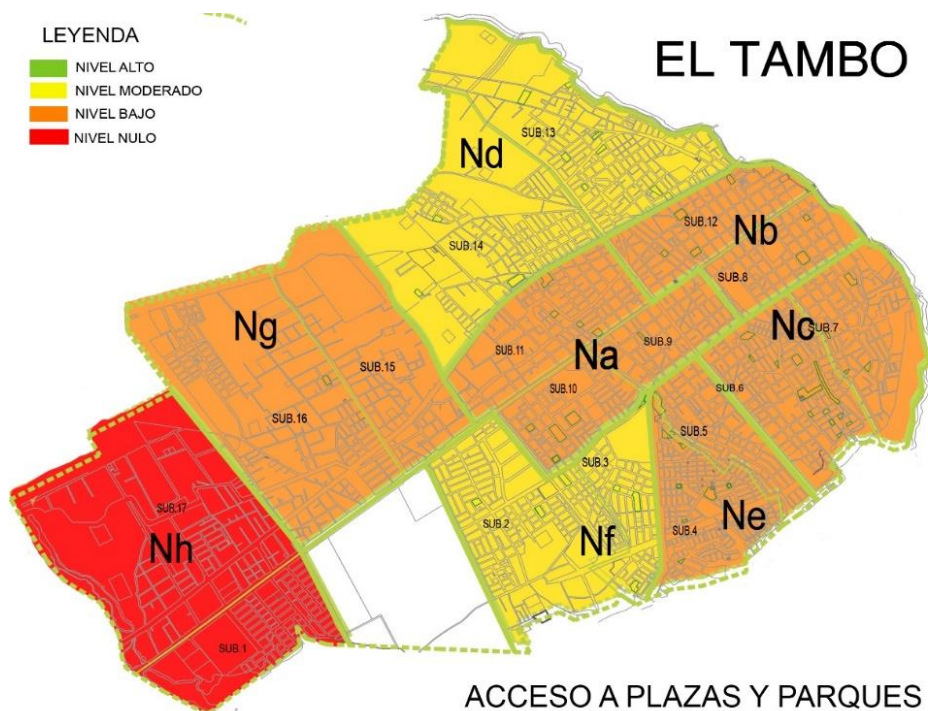 LEYENDA
NIVEL ALTO
NIVEL MODERADO
NIVEL BAJO
NIVEL NULO
EL TAMBO
SUB.13
Nd
SUB.12
Nb
SUB.14
SUB.8
Ng
Nc
SUB.7
SUB.11
Na
SUB.9
SUB.15
SUB.10
SUB.6
SUB.16
SUB.5
SUB.3
SUB.17
SUB.2
Nh
Nf
Ne
SUB.4
SUB.1
ACCESO A PLAZAS Y PARQUES